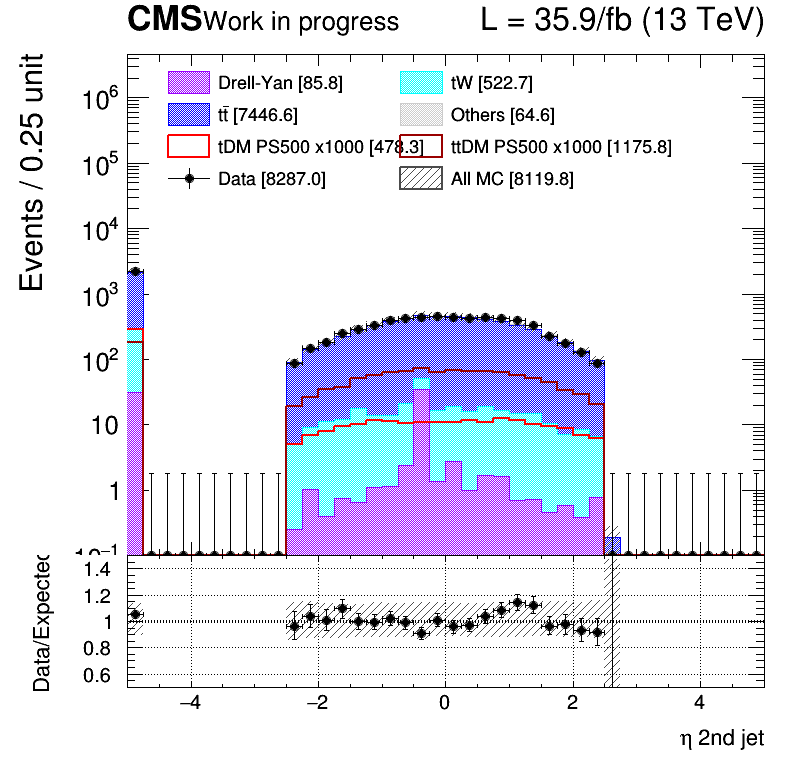 CMS Work in progress L = 35.9/fb (13 TeV)
Events / 0.25 unit
Drell-Yan [85.8] tW [522.7]
tt̄ [7446.6] Others [64.6]
tDM PS500 x1000 [478.3] ttDM PS500 x1000 [1175.8]
Data [8287.0] All MC [8119.8]
10⁶
10⁵
10⁴
10³
10²
10
1
10⁻¹
Data/Expected
1.4
1.2
1
0.8
0.6
−4 −2 0 2 4
η 2nd jet